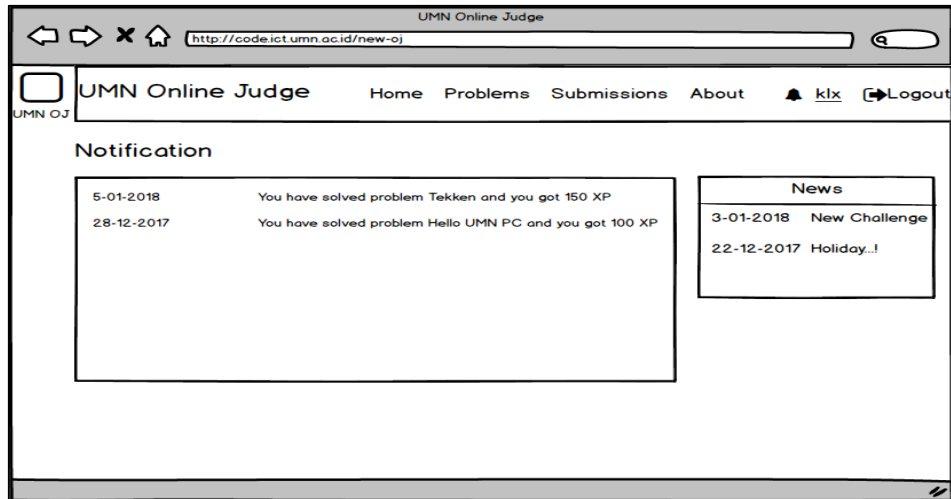 UMN Online Judge
http://code.ict.umn.ac.id/new-oj
UMN OJ
UMN Online Judge Home Problems Submissions About klx Logout
Notification
5-01-2018 You have solved problem Tekken and you got 150 XP
28-12-2017 You have solved problem Hello UMN PC and you got 100 XP
News
3-01-2018 New Challenge
22-12-2017 Holiday...!